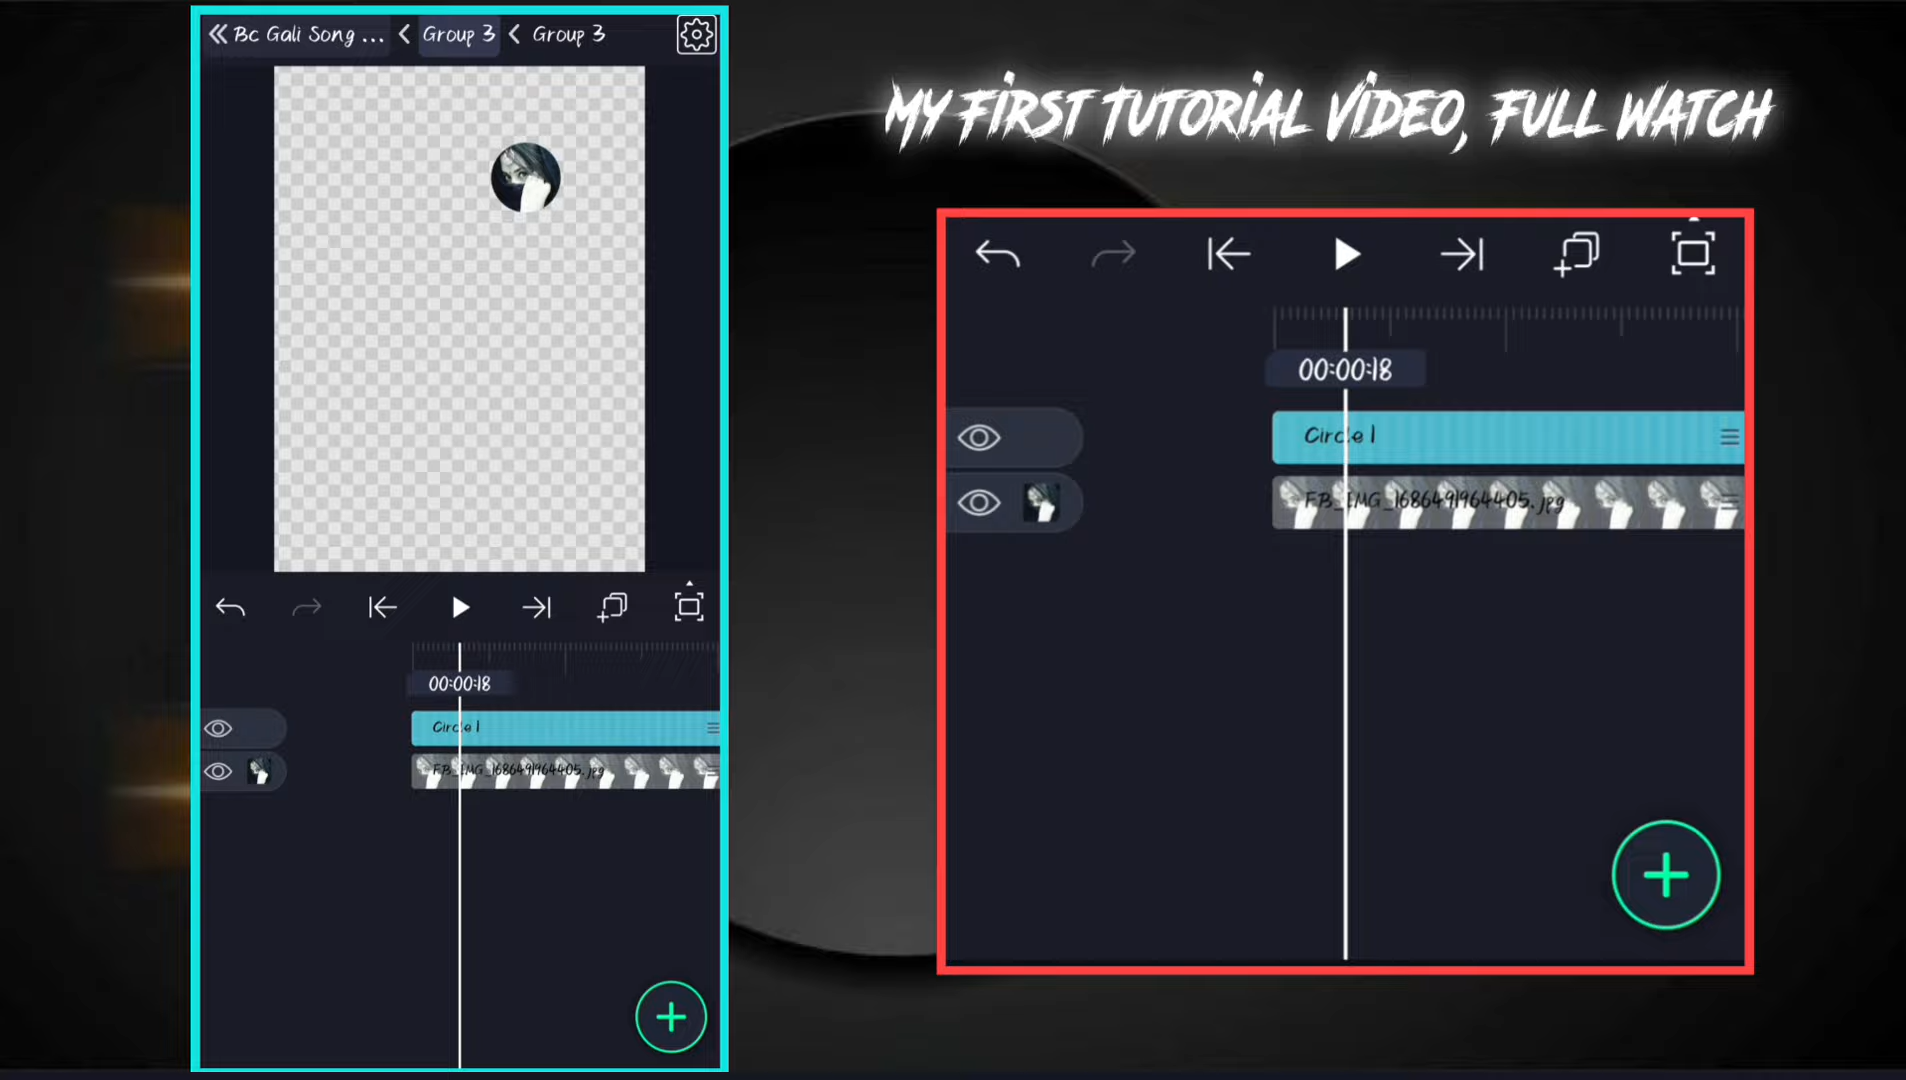 Bc Gali Song ... Group 3 Group 3
MY FIRST TUTORIAL VIDEO, FULL WATCH
00:00:18
Circle 1
FB_IMG_1686491964405.jpg
00:00:18
Circle 1
FB_IMG_1686491964405.jpg